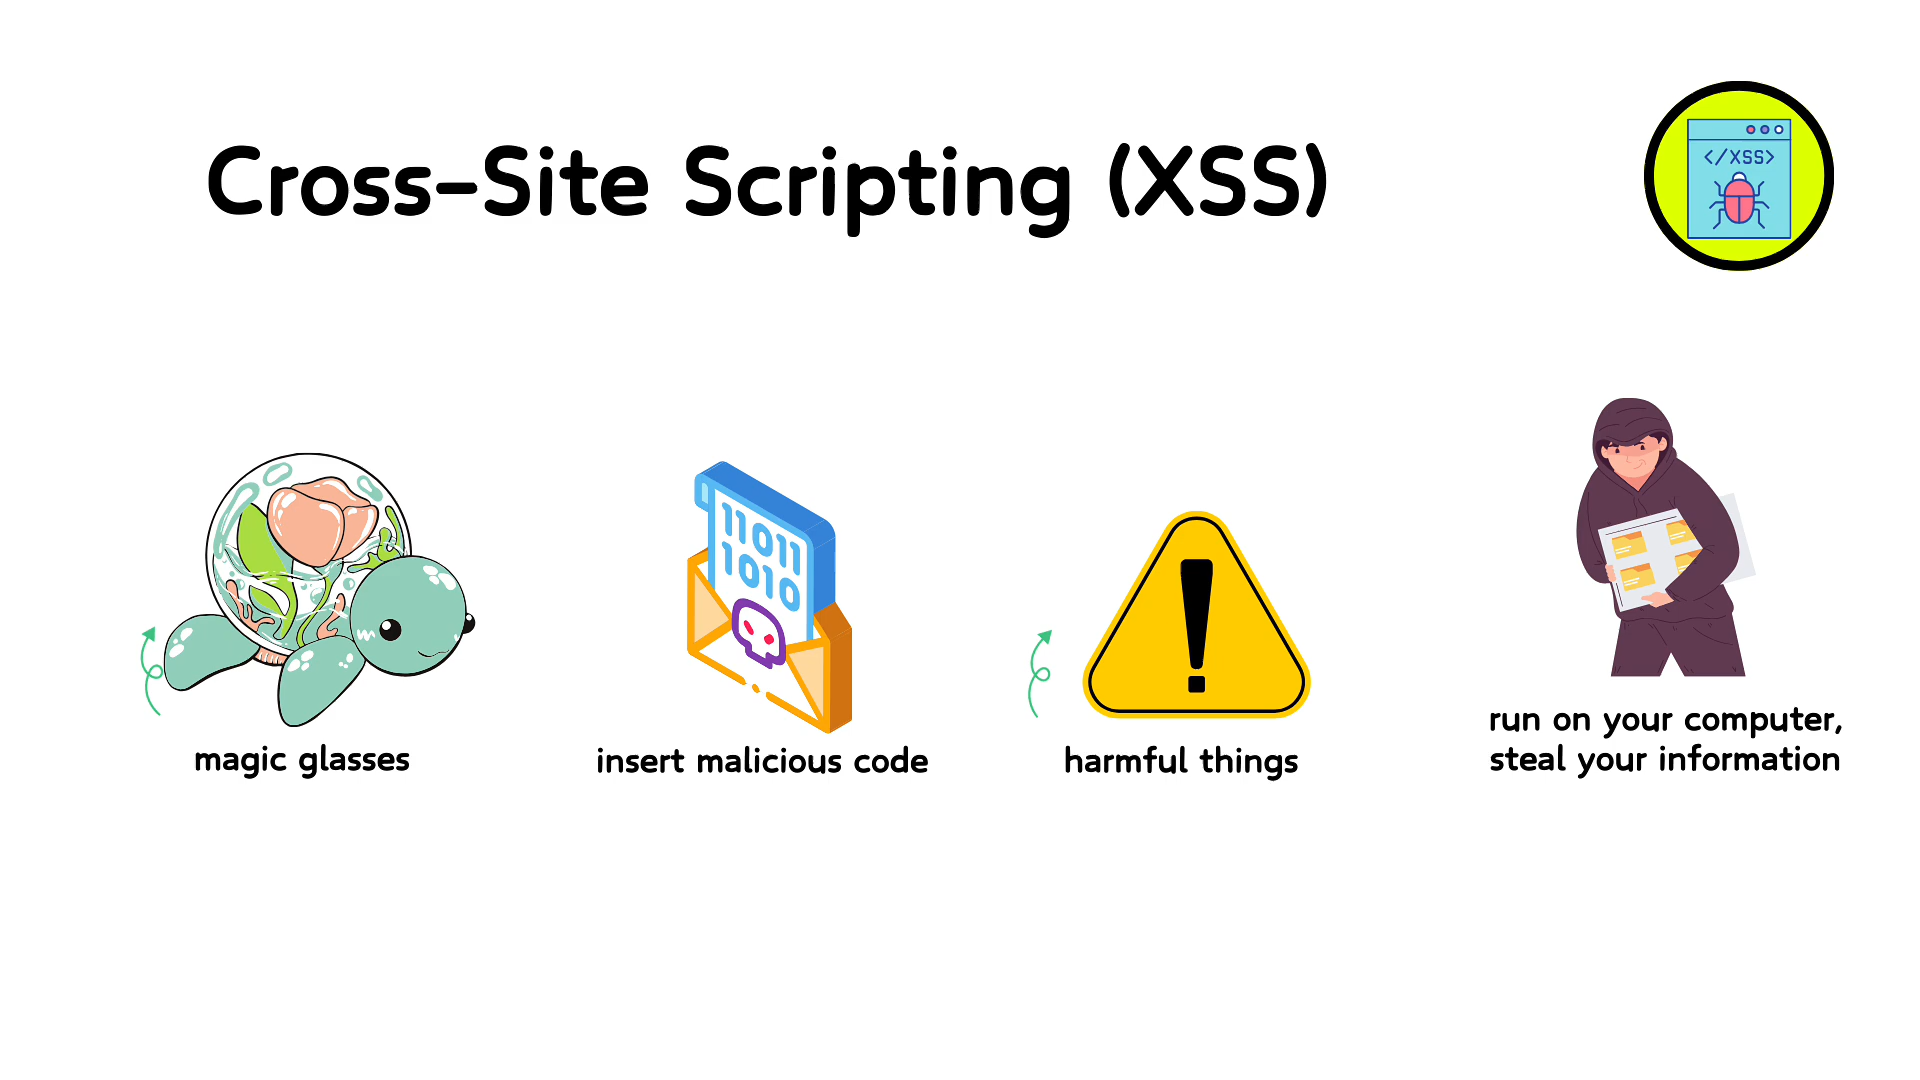 Cross-Site Scripting (XSS)
</XSS>
11011
1010
magic glasses
insert malicious code
harmful things
run on your computer,
steal your information